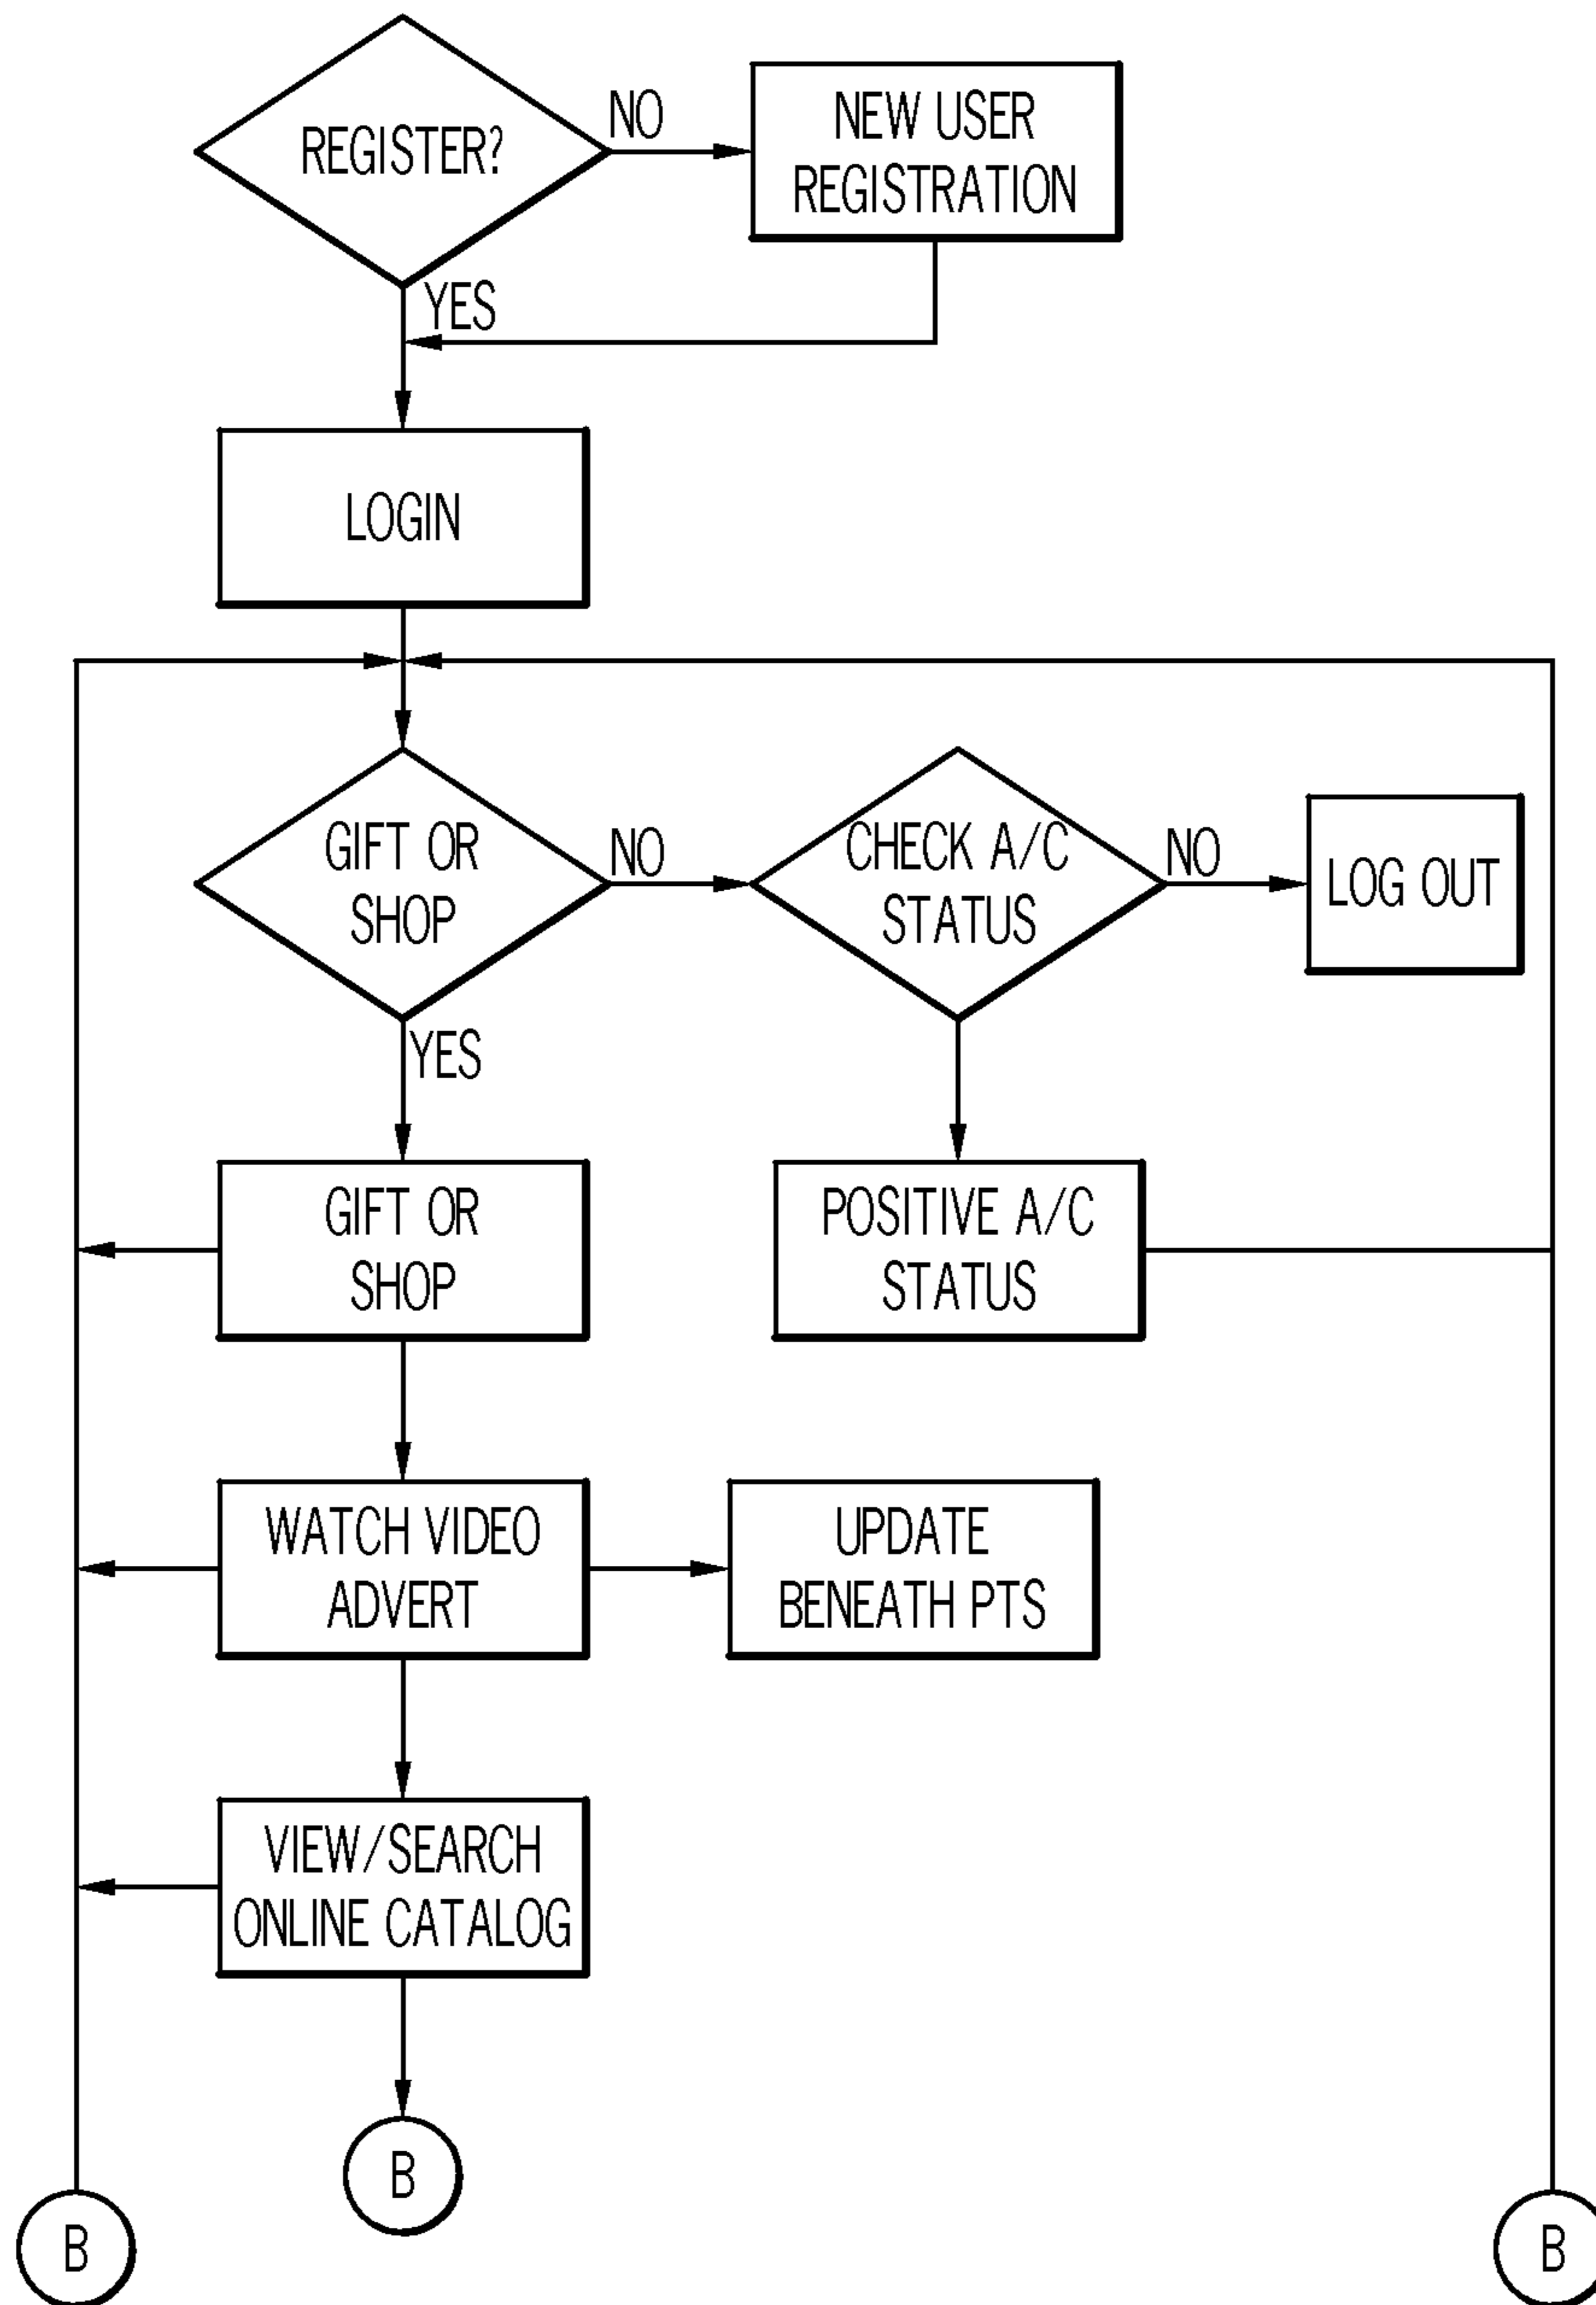 REGISTER?
NO
NEW USER
REGISTRATION
YES
LOGIN
GIFT OR
SHOP
NO
CHECK A/C
STATUS
NO
LOG OUT
YES
GIFT OR
SHOP
POSITIVE A/C
STATUS
WATCH VIDEO
ADVERT
UPDATE
BENEATH PTS
VIEW/SEARCH
ONLINE CATALOG
B
B
B